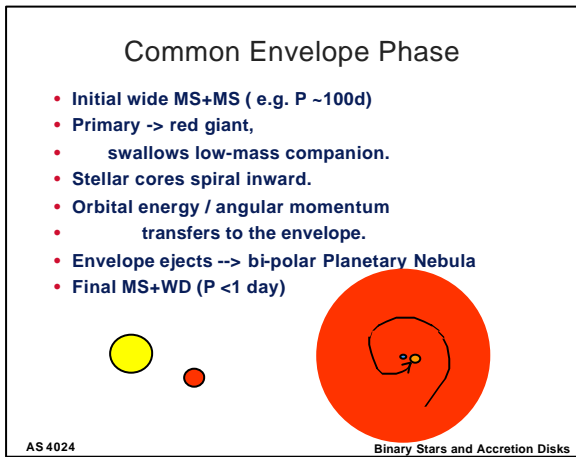 Common Envelope Phase
• Initial wide MS+MS ( e.g. P ~100d)
• Primary -> red giant,
• swallows low-mass companion.
• Stellar cores spiral inward.
• Orbital energy / angular momentum
• transfers to the envelope.
• Envelope ejects --> bi-polar Planetary Nebula
• Final MS+WD (P <1 day)
AS 4024
Binary Stars and Accretion Disks